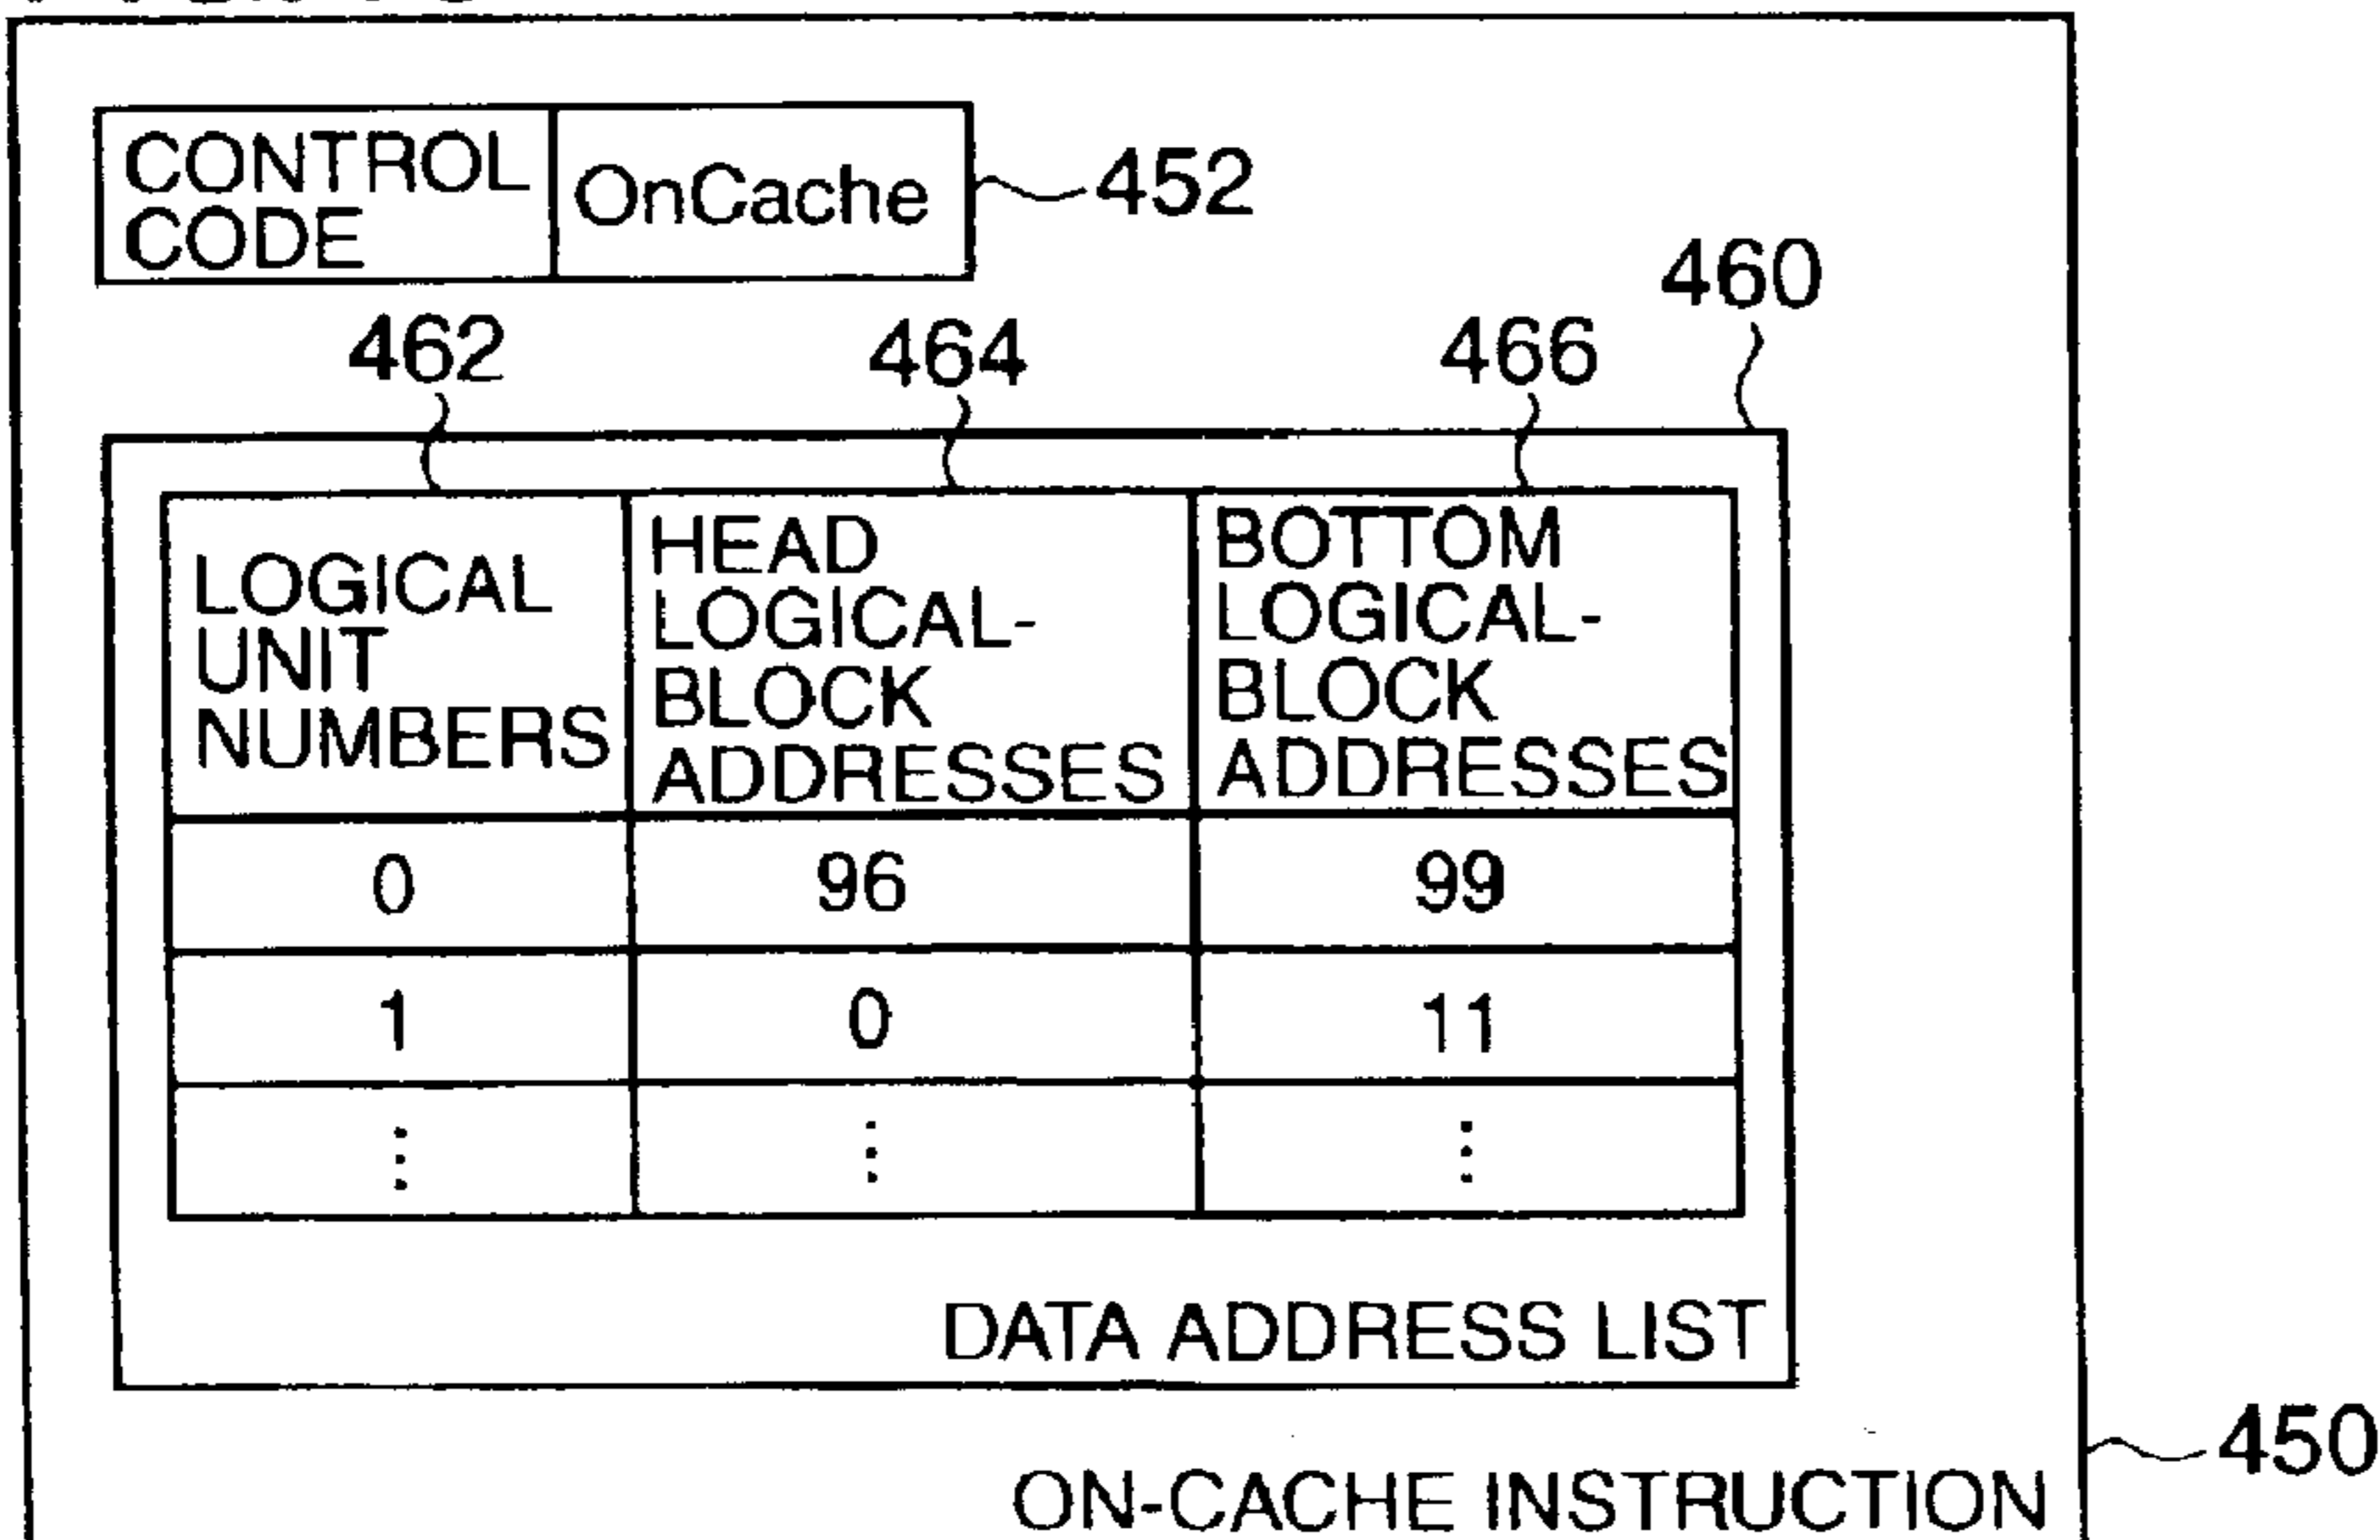 CONTROL
CODE
OnCache
452
460
462
464
466
LOGICAL
UNIT
NUMBERS
HEAD
LOGICAL-
BLOCK
ADDRESSES
BOTTOM
LOGICAL-
BLOCK
ADDRESSES
0 96 99
1 0 11
⋮ ⋮ ⋮
DATA ADDRESS LIST
450
ON-CACHE INSTRUCTION